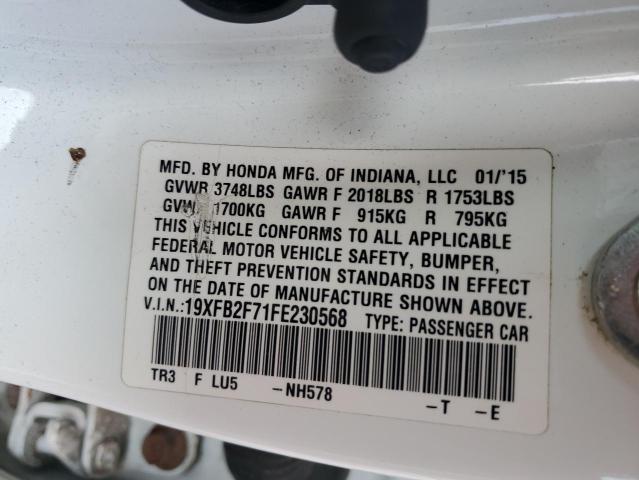 MFD. BY HONDA MFG. OF INDIANA, LLC 01/'15
GVWR 3748LBS GAWR F 2018LBS R 1753LBS
1700KG GAWR F 915KG R 795KG
THIS VEHICLE CONFORMS TO ALL APPLICABLE
FEDERAL MOTOR VEHICLE SAFETY, BUMPER,
AND THEFT PREVENTION STANDARDS IN EFFECT
ON THE DATE OF MANUFACTURE SHOWN ABOVE.
V.I.N.:19XFB2F71FE230568 TYPE: PASSENGER CAR
TR3 F LU5 -NH578
-T -E